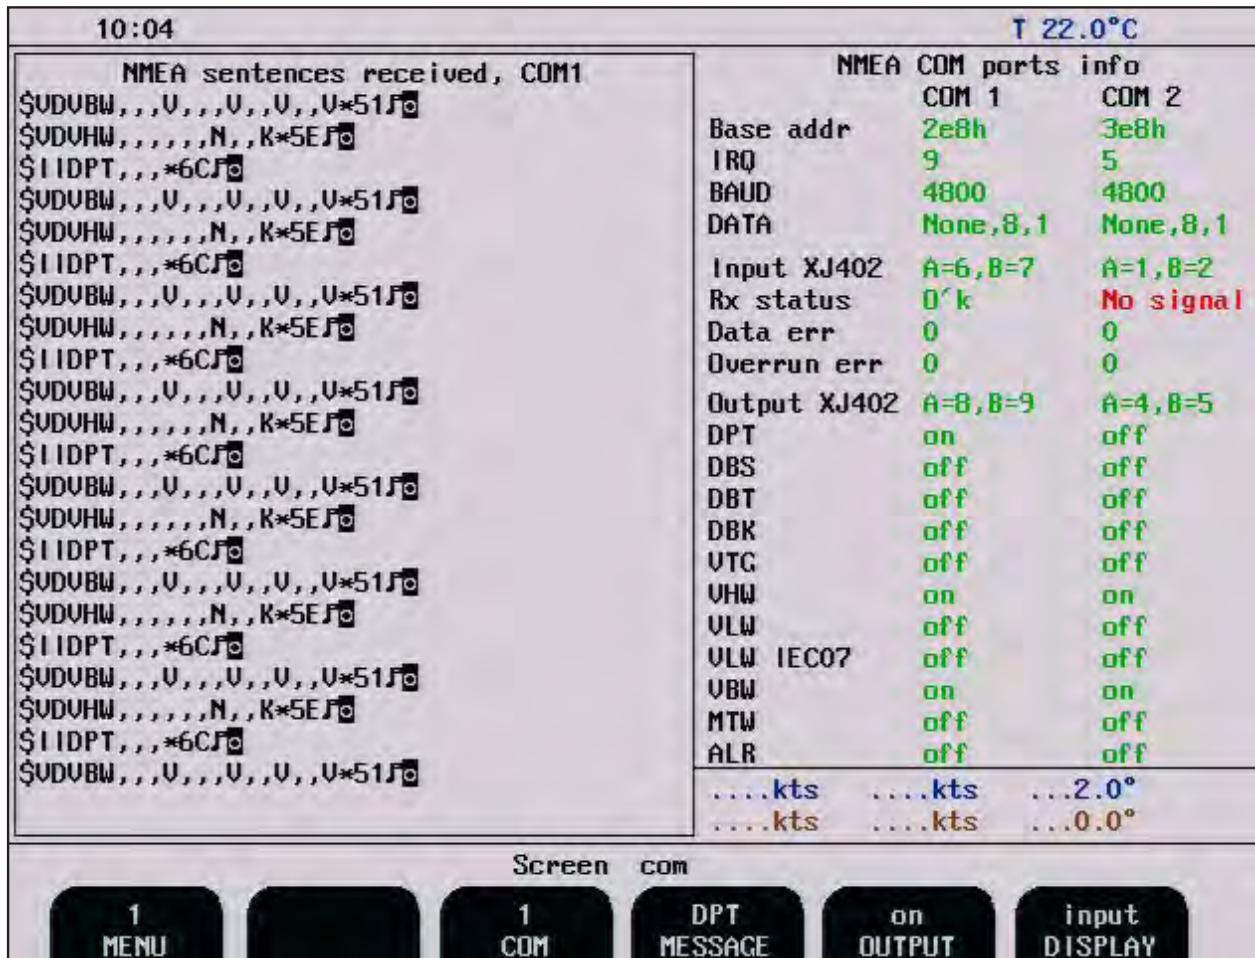 10:04 T 22.0°C
NMEA sentences received, COM1
$VDVBW,,,V,,,V,,V,,V*51♪◙
$VDVHW,,,,,,N,,K*5E♪◙
$IIDPT,,,*6C♪◙
$VDVBW,,,V,,,V,,V,,V*51♪◙
$VDVHW,,,,,,N,,K*5E♪◙
$IIDPT,,,*6C♪◙
$VDVBW,,,V,,,V,,V,,V*51♪◙
$VDVHW,,,,,,N,,K*5E♪◙
$IIDPT,,,*6C♪◙
$VDVBW,,,V,,,V,,V,,V*51♪◙
$VDVHW,,,,,,N,,K*5E♪◙
$IIDPT,,,*6C♪◙
$VDVBW,,,V,,,V,,V,,V*51♪◙
$VDVHW,,,,,,N,,K*5E♪◙
$IIDPT,,,*6C♪◙
$VDVBW,,,V,,,V,,V,,V*51♪◙
$VDVHW,,,,,,N,,K*5E♪◙
$IIDPT,,,*6C♪◙
$VDVBW,,,V,,,V,,V,,V*51♪◙
$VDVHW,,,,,,N,,K*5E♪◙
$IIDPT,,,*6C♪◙
$VDVBW,,,V,,,V,,V,,V*51♪◙
NMEA COM ports info
COM 1 COM 2
Base addr 2e8h 3e8h
IRQ 9 5
BAUD 4800 4800
DATA None,8,1 None,8,1
Input XJ402 A=6,B=7 A=1,B=2
Rx status O´k No signal
Data err 0 0
Overrun err 0 0
Output XJ402 A=8,B=9 A=4,B=5
DPT on off
DBS off off
DBT off off
DBK off off
VTG off off
VHW on on
VLW off off
VLW IEC07 off off
VBW on on
MTW off off
ALR off off
....kts ....kts ...2.0°
....kts ....kts ...0.0°
Screen com
1 MENU
1 COM
DPT MESSAGE
on OUTPUT
input DISPLAY